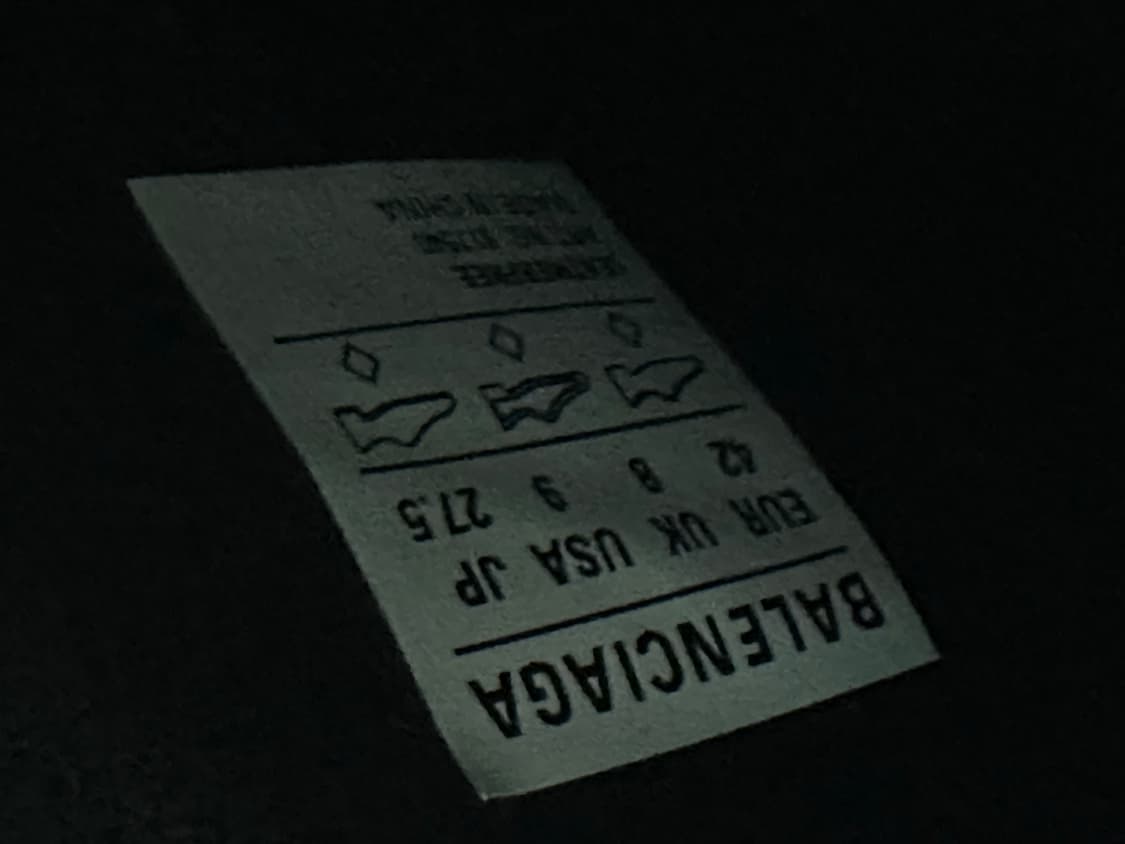 BALENCIAGA
EUR UK USA JP
42 8 9 27.5
MADE IN CHINA